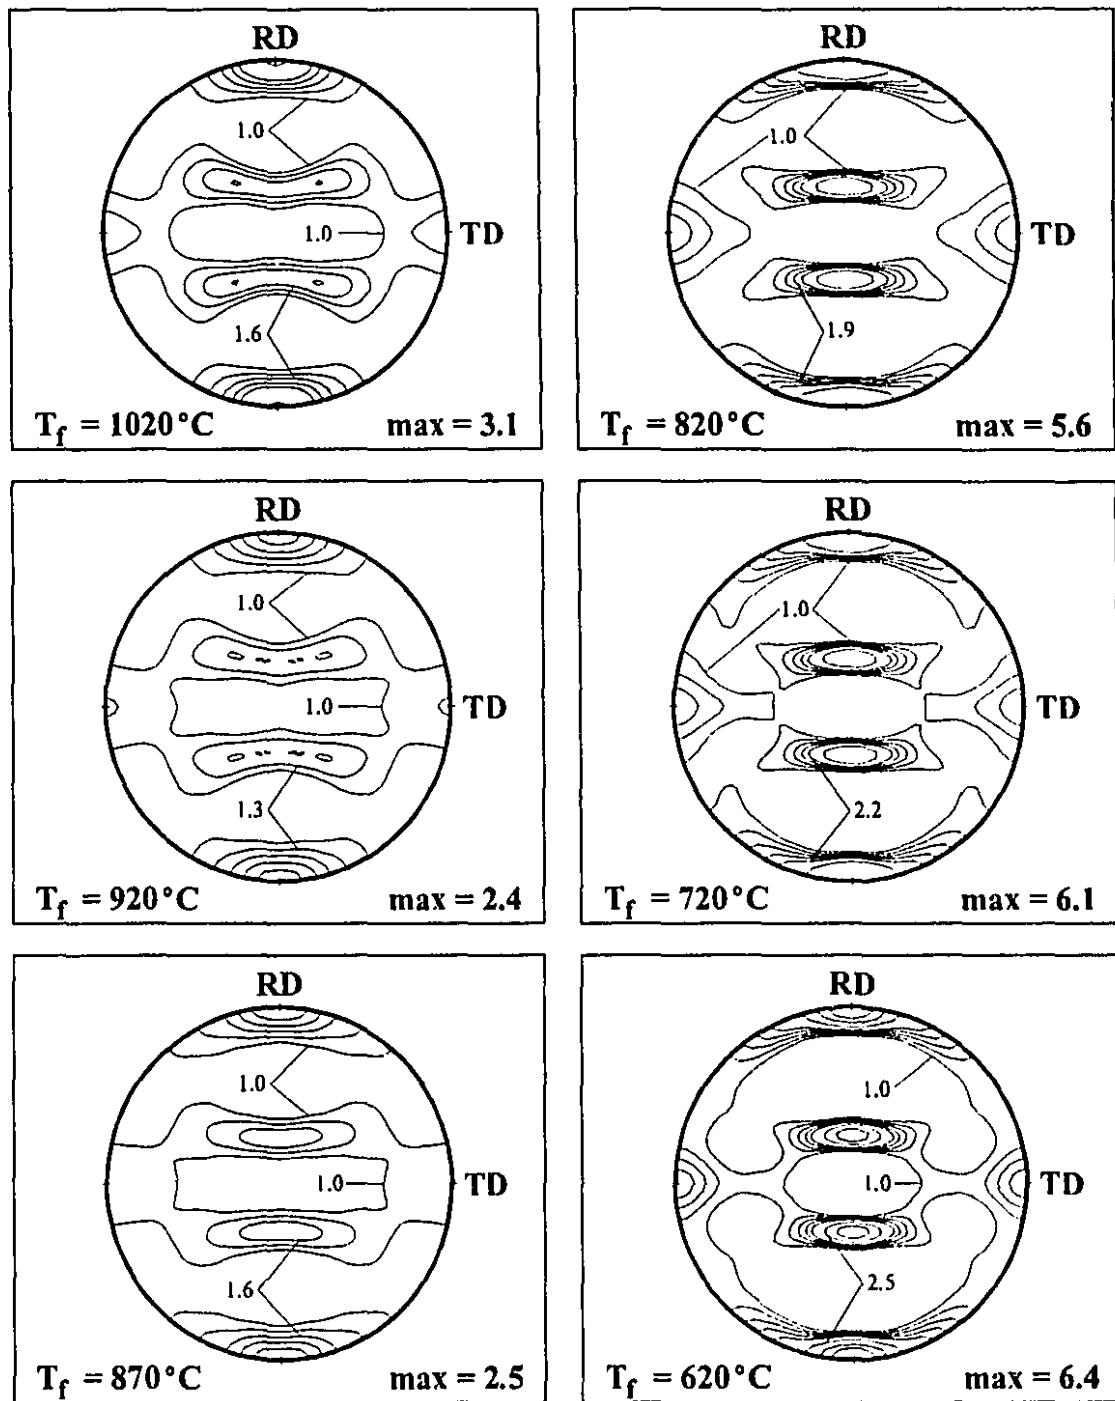 RD
1.0
TD
1.0
1.6
T_f = 1020°C max = 3.1
RD
1.0
TD
1.9
T_f = 820°C max = 5.6
RD
1.0
1.0
TD
1.3
T_f = 920°C max = 2.4
RD
1.0
TD
2.2
T_f = 720°C max = 6.1
RD
1.0
1.0
TD
1.6
T_f = 870°C max = 2.5
RD
1.0
1.0
TD
2.5
T_f = 620°C max = 6.4